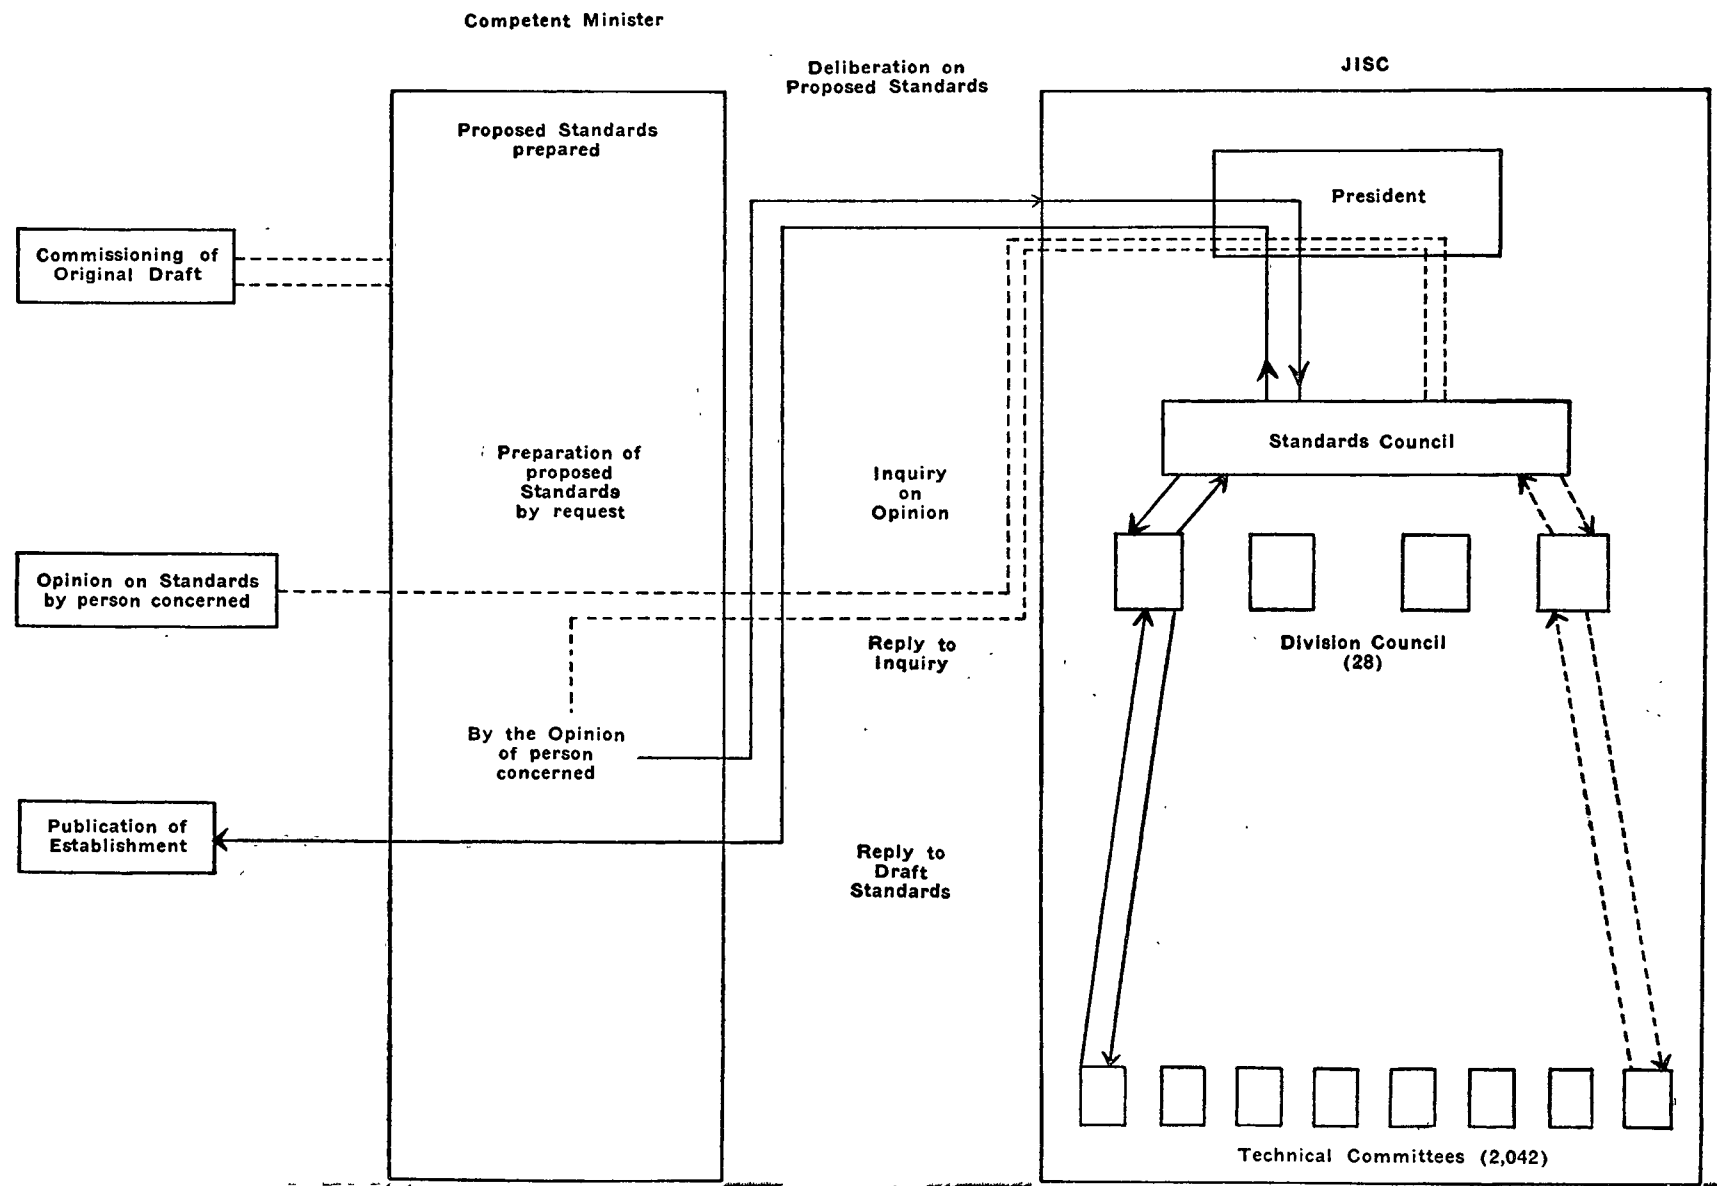 Competent Minister
Deliberation on
Proposed Standards
JISC
Proposed Standards
prepared
President
Commissioning of
Original Draft
Standards Council
Preparation of
proposed
Standards
by request
Inquiry
on
Opinion
Opinion on Standards
by person concerned
Reply to
Inquiry
Division Council
(28)
By the Opinion
of person
concerned
Publication of
Establishment
Reply to
Draft
Standards
Technical Committees (2,042)